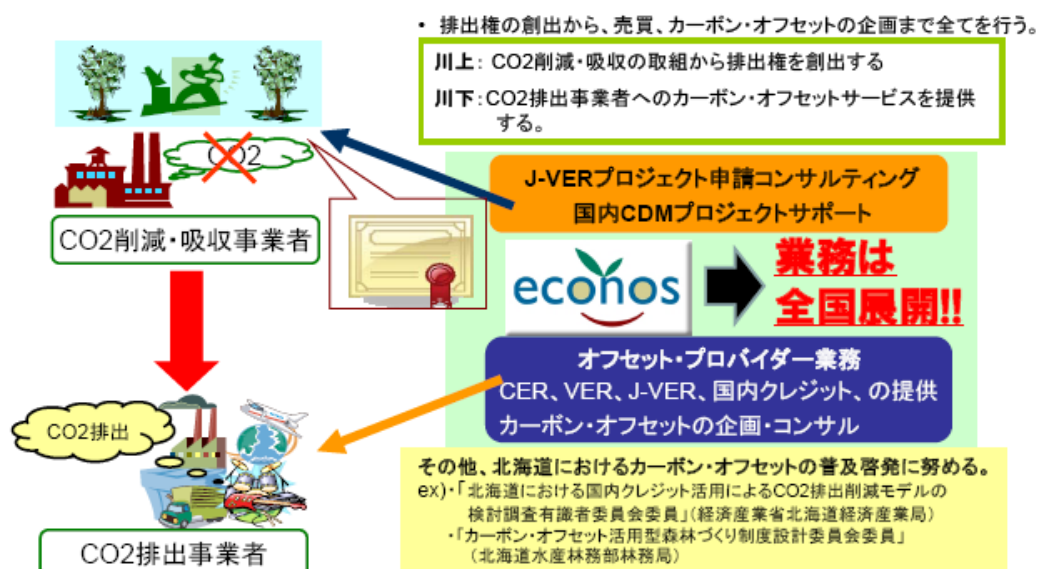 • 排出権の創出から、売買、カーボン・オフセットの企画まで全てを行う。
川上: CO2削減・吸収の取組から排出権を創出する
川下:CO2排出事業者へのカーボン・オフセットサービスを提供
する。
CO2
CO2削減・吸収事業者
J-VERプロジェクト申請コンサルティング
国内CDMプロジェクトサポート
econos
業務は
全国展開!!
オフセット・プロバイダー業務
CER、VER、J-VER、国内クレジット、の提供
カーボン・オフセットの企画・コンサル
CO2排出
CO2排出事業者
その他、北海道におけるカーボン・オフセットの普及啓発に努める。
ex)・「北海道における国内クレジット活用によるCO2排出削減モデルの
検討調査有識者委員会委員」(経済産業省北海道経済産業局)
・「カーボン・オフセット活用型森林づくり制度設計委員会委員」
(北海道水産林務部林務局)